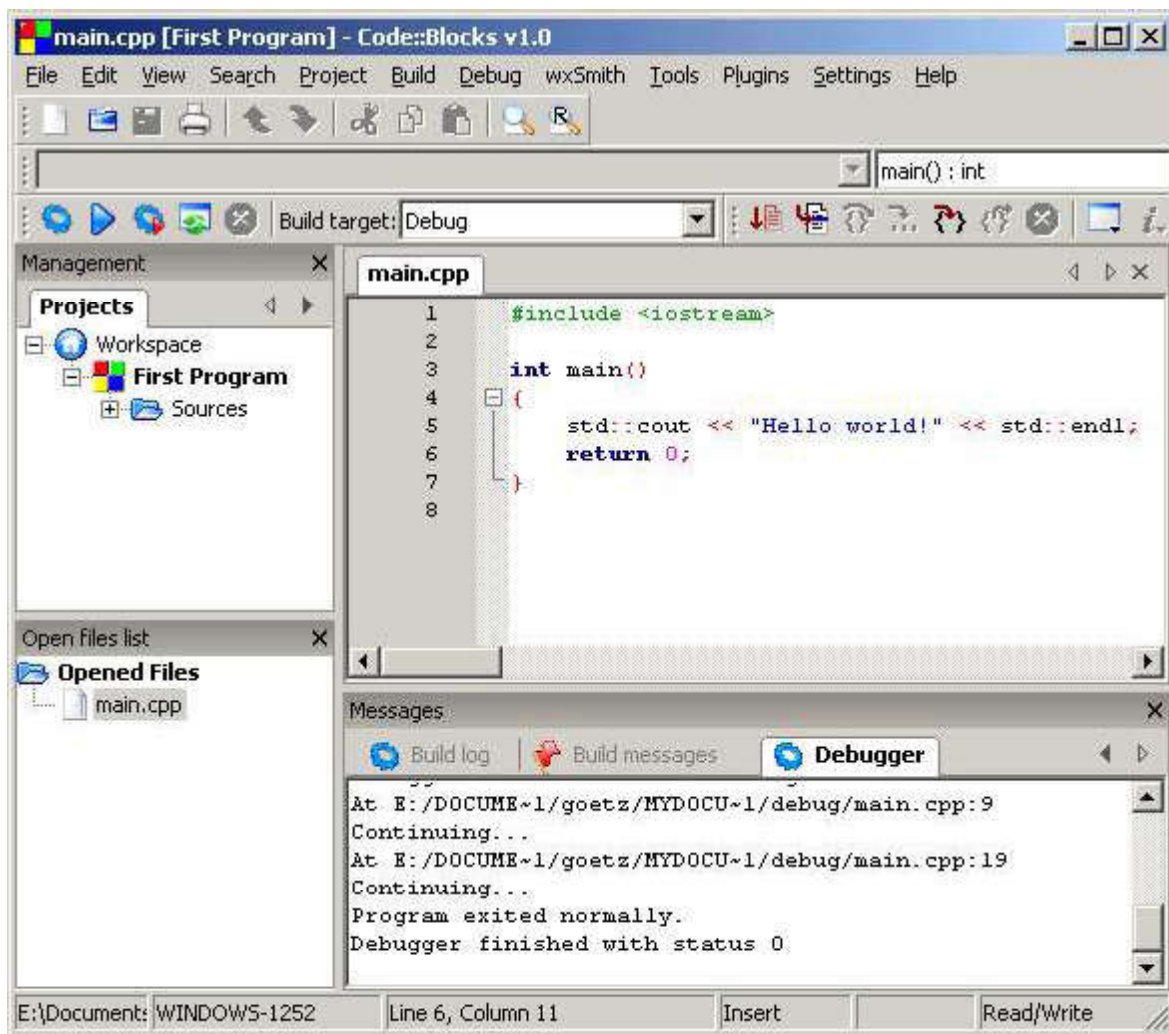 main.cpp [First Program] - Code::Blocks v1.0
File Edit View Search Project Build Debug wxSmith Tools Plugins Settings Help
main() : int
Build target: Debug
Management
main.cpp
Projects
Workspace
First Program
Sources
1 #include <iostream>
2
3 int main()
4 {
5 std::cout << "Hello world!" << std::endl;
6 return 0;
7 }
8
Open files list
Opened Files
main.cpp
Messages
Build log Build messages Debugger
At E:/DOCUME~1/goetz/MYDOCU~1/debug/main.cpp:9
Continuing...
At E:/DOCUME~1/goetz/MYDOCU~1/debug/main.cpp:19
Continuing...
Program exited normally.
Debugger finished with status 0
E:\Document: WINDOWS-1252 Line 6, Column 11 Insert Read/Write